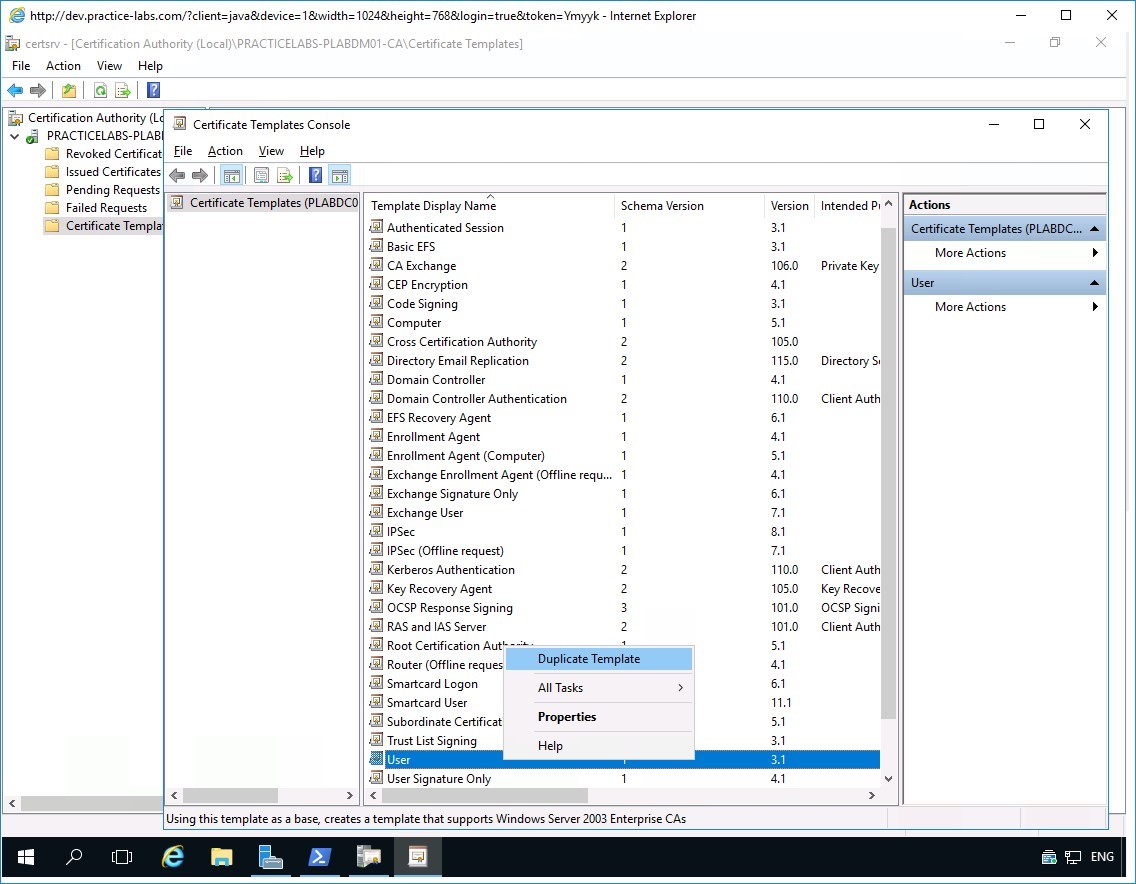 http://dev.practice-labs.com/?client=java&device=1&width=1024&height=768&login=true&token=Ymyyk - Internet Explorer
certsrv - [Certification Authority (Local)\PRACTICELABS-PLABDM01-CA\Certificate Templates]
File Action View Help
Certification Authority (Lo
PRACTICELABS-PLABI
Revoked Certificat
Issued Certificates
Pending Requests
Failed Requests
Certificate Templa
Certificate Templates Console
File Action View Help
Certificate Templates (PLABDC0
Template Display Name Schema Version Version Intended Pu
Authenticated Session 1 3.1
Basic EFS 1 3.1
CA Exchange 2 106.0 Private Key
CEP Encryption 1 4.1
Code Signing 1 3.1
Computer 1 5.1
Cross Certification Authority 2 105.0
Directory Email Replication 2 115.0 Directory Se
Domain Controller 1 4.1
Domain Controller Authentication 2 110.0 Client Auth
EFS Recovery Agent 1 6.1
Enrollment Agent 1 4.1
Enrollment Agent (Computer) 1 5.1
Exchange Enrollment Agent (Offline requ... 1 4.1
Exchange Signature Only 1 6.1
Exchange User 1 7.1
IPSec 1 8.1
IPSec (Offline request) 1 7.1
Kerberos Authentication 2 110.0 Client Auth
Key Recovery Agent 2 105.0 Key Recove
OCSP Response Signing 3 101.0 OCSP Signi
RAS and IAS Server 2 101.0 Client Auth
Root Certification Authority 1 5.1
Router (Offline reques 4.1
Smartcard Logon 6.1
Smartcard User 11.1
Subordinate Certificat 5.1
Trust List Signing 3.1
User 1 3.1
User Signature Only 1 4.1
Duplicate Template
All Tasks
Properties
Help
Actions
Certificate Templates (PLABDC...
More Actions
User
More Actions
Using this template as a base, creates a template that supports Windows Server 2003 Enterprise CAs
ENG